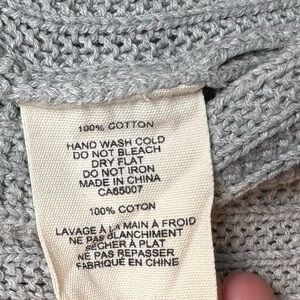 100% COTTON
HAND WASH COLD
DO NOT BLEACH
DRY FLAT
DO NOT IRON
MADE IN CHINA
CA65007
100% COTON
LAVAGE À LA MAIN À FROID
NE PAS BLANCHIMENT
SÉCHER À PLAT
NE PAS REPASSER
FABRIQUÉ EN CHINE